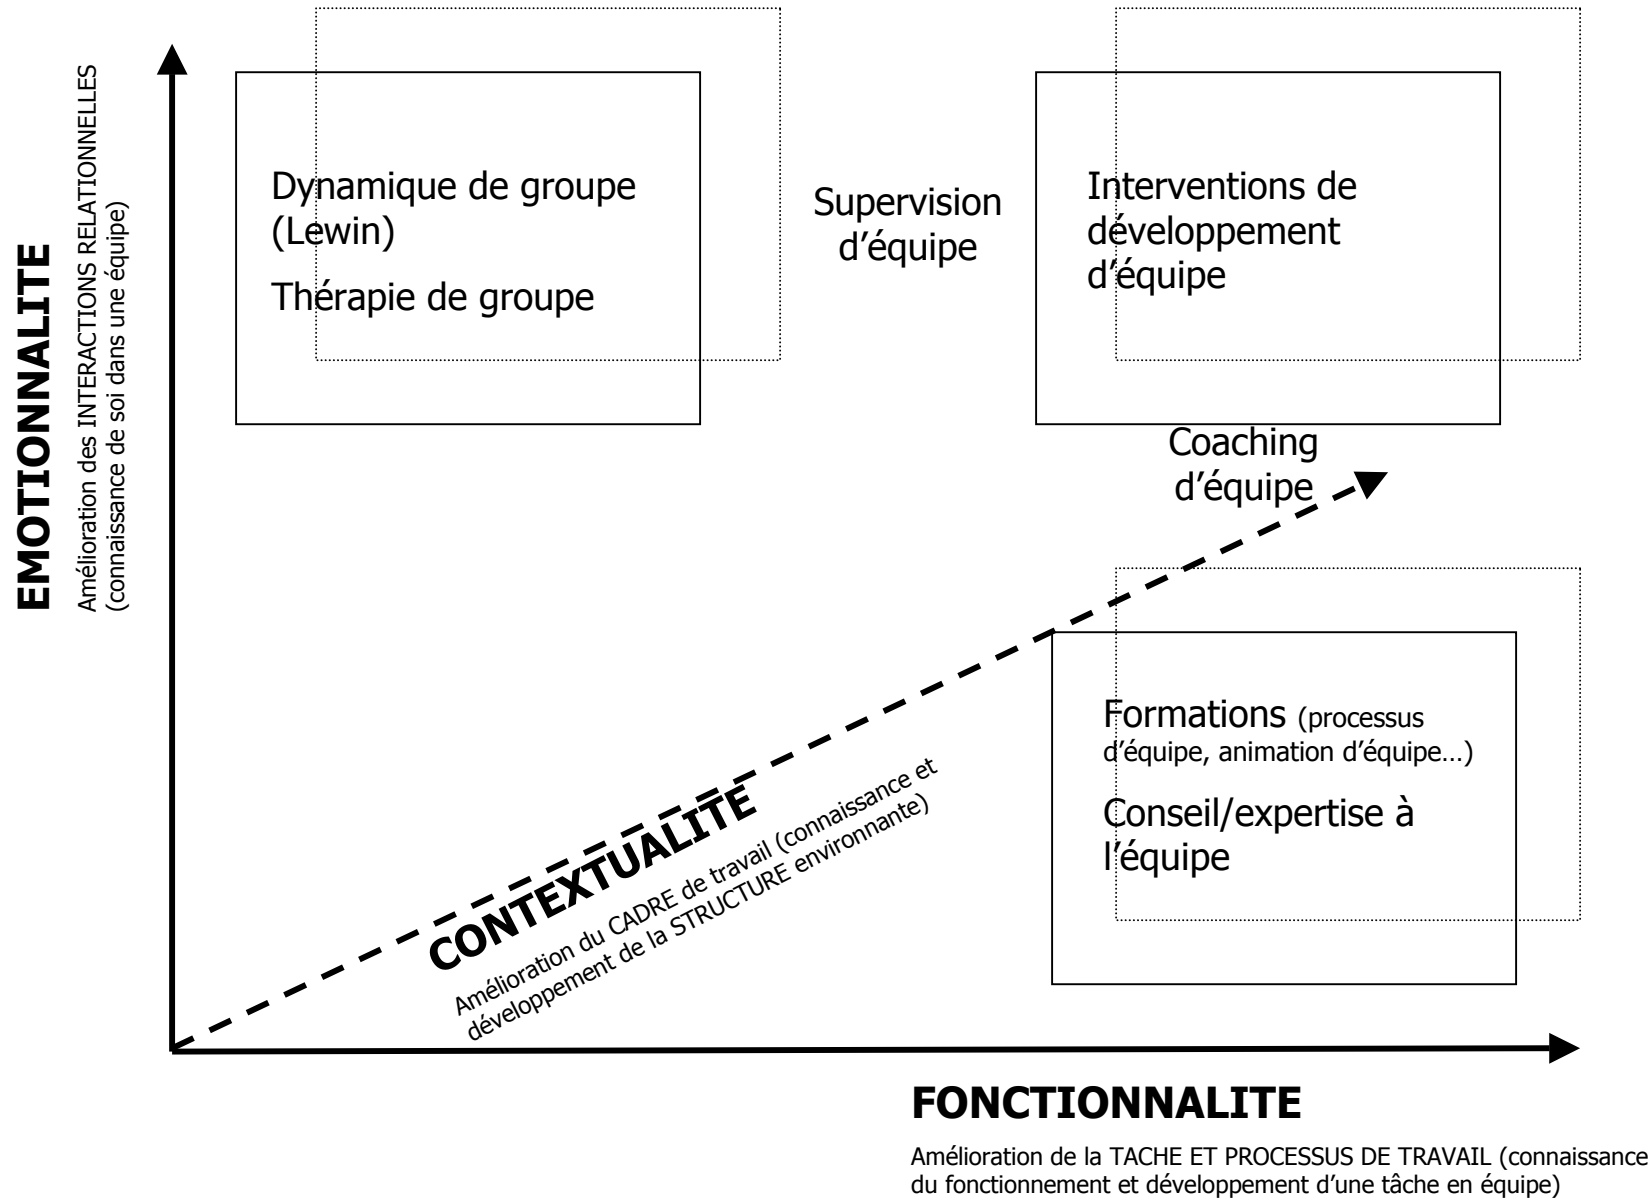 EMOTIONNALITE
Amélioration des INTERACTIONS RELATIONNELLES
(connaissance de soi dans une équipe)
Dynamique de groupe
(Lewin)
Thérapie de groupe
Supervision
d’équipe
Interventions de
développement
d’équipe
Coaching
d’équipe
Formations (processus
d’équipe, animation d’équipe…)
Conseil/expertise à
l’équipe
CONTEXTUALITE
Amélioration du CADRE de travail (connaissance et
développement de la STRUCTURE environnante)
FONCTIONNALITE
Amélioration de la TACHE ET PROCESSUS DE TRAVAIL (connaissance
du fonctionnement et développement d’une tâche en équipe)